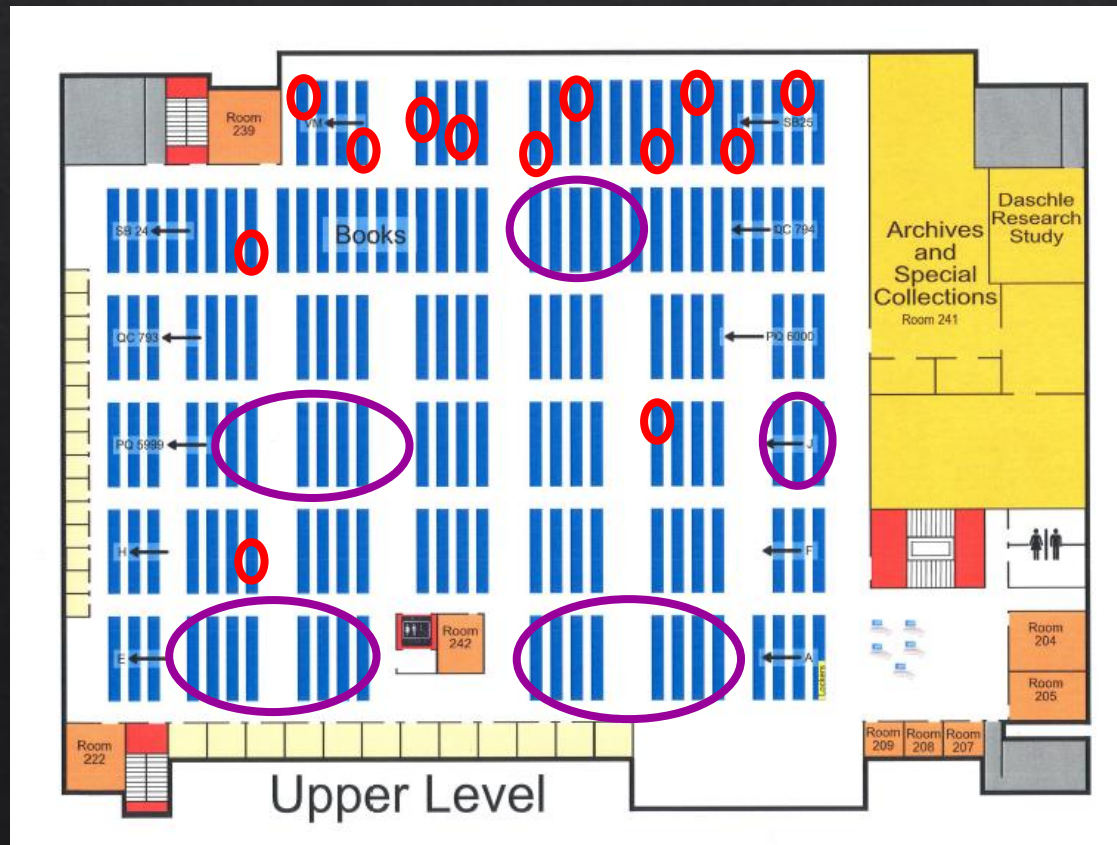 Room
239
VM
SB25
SB 24
Books
QC 794
Archives
and
Special
Collections
Room 241
Daschle
Research
Study
QC 793
PQ 6000
PQ 5999
J
H
F
E
Room
242
A
Lockers
Room
204
Room
205
Room
222
Room
209
Room
208
Room
207
Upper Level